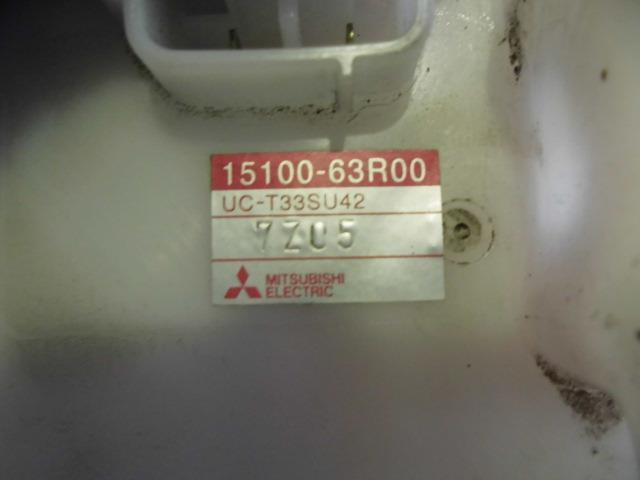 15100-63R00
UC-T33SU42
7Z05
MITSUBISHI
ELECTRIC